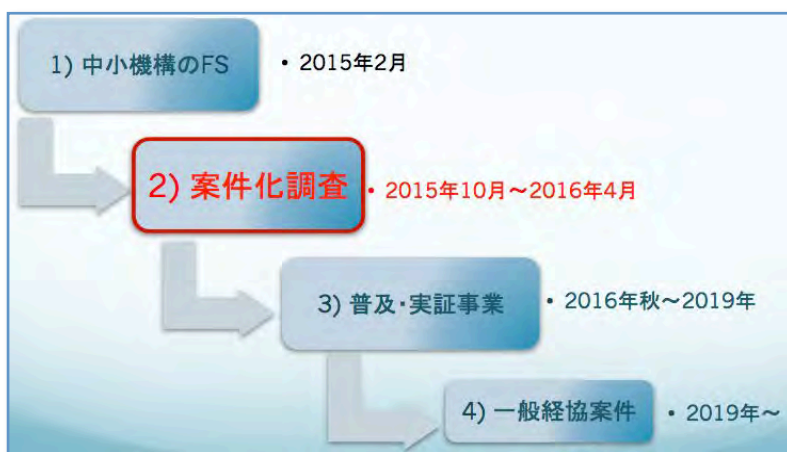 1) 中小機構のFS ・ 2015年2月
2) 案件化調査 ・ 2015年10月～2016年4月
3) 普及・実証事業 ・ 2016年秋～2019年
4) 一般経協案件 ・ 2019年～